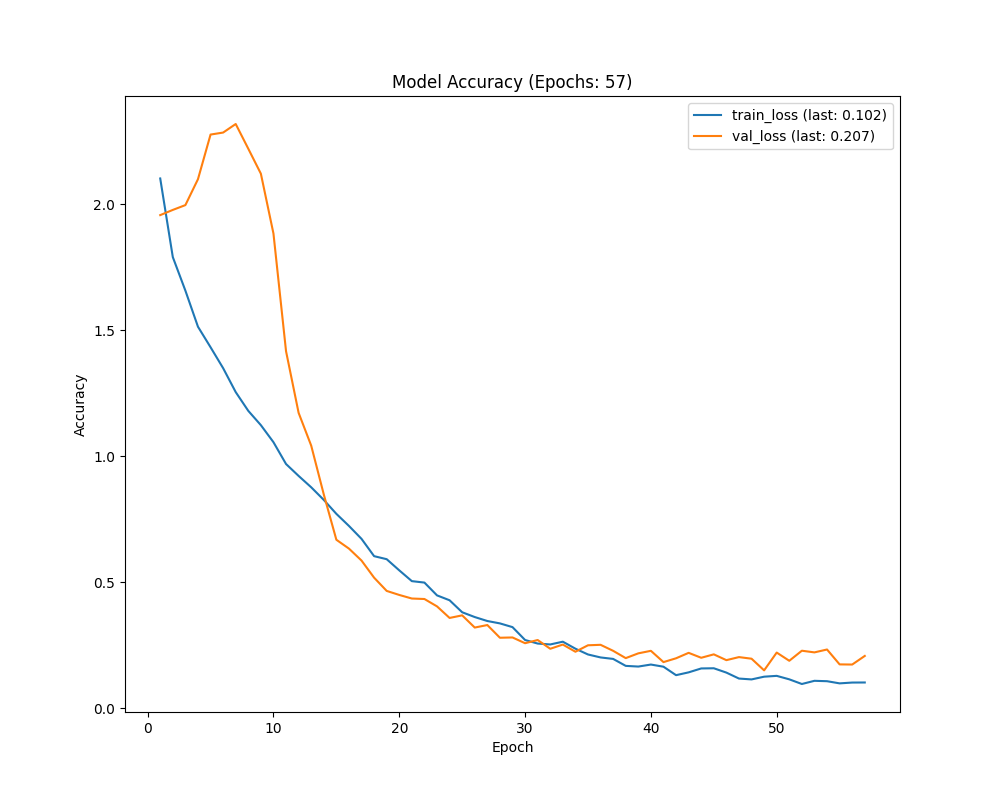 Model Accuracy (Epochs: 57)
train_loss (last: 0.102)
val_loss (last: 0.207)
Accuracy
2.0
1.5
1.0
0.5
0.0
0 10 20 30 40 50
Epoch